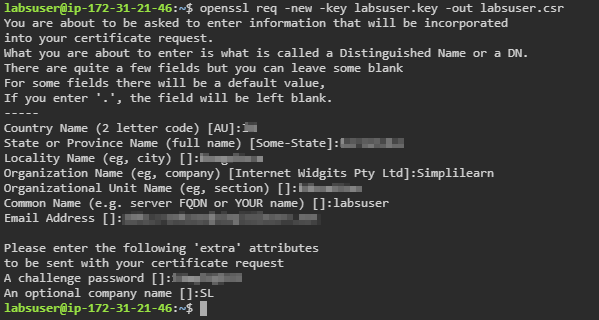 labsuser@ip-172-31-21-46:~$ openssl req -new -key labsuser.key -out labsuser.csr
You are about to be asked to enter information that will be incorporated
into your certificate request.
What you are about to enter is what is called a Distinguished Name or a DN.
There are quite a few fields but you can leave some blank
For some fields there will be a default value,
If you enter '.', the field will be left blank.
-----
Country Name (2 letter code) [AU]:
State or Province Name (full name) [Some-State]:
Locality Name (eg, city) []:
Organization Name (eg, company) [Internet Widgits Pty Ltd]:Simplilearn
Organizational Unit Name (eg, section) []:
Common Name (e.g. server FQDN or YOUR name) []:labsuser
Email Address []:
Please enter the following 'extra' attributes
to be sent with your certificate request
A challenge password []:
An optional company name []:SL
labsuser@ip-172-31-21-46:~$